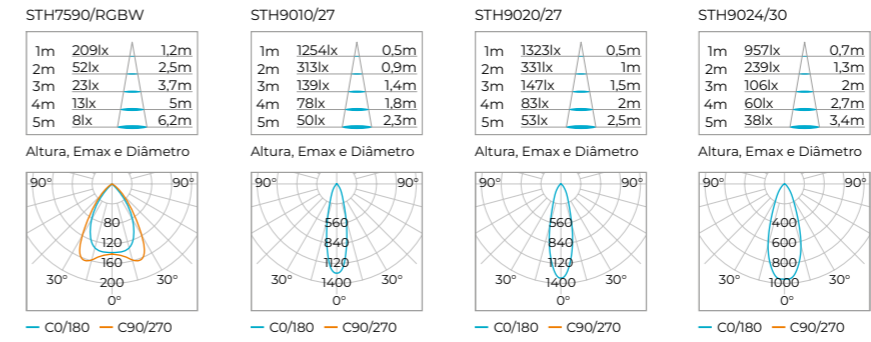 STH7590/RGBW
1m 209lx 1,2m
2m 52lx 2,5m
3m 23lx 3,7m
4m 13lx 5m
5m 8lx 6,2m
Altura, Emax e Diâmetro
90° 90°
80
120
160
30° 30°
200
0°
C0/180 C90/270
STH9010/27
1m 1254lx 0,5m
2m 313lx 0,9m
3m 139lx 1,4m
4m 78lx 1,8m
5m 50lx 2,3m
Altura, Emax e Diâmetro
90° 90°
560
840
1120
30° 30°
1400
0°
C0/180 C90/270
STH9020/27
1m 1323lx 0,5m
2m 331lx 1m
3m 147lx 1,5m
4m 83lx 2m
5m 53lx 2,5m
Altura, Emax e Diâmetro
90° 90°
560
840
1120
30° 30°
1400
0°
C0/180 C90/270
STH9024/30
1m 957lx 0,7m
2m 239lx 1,3m
3m 106lx 2m
4m 60lx 2,7m
5m 38lx 3,4m
Altura, Emax e Diâmetro
90° 90°
400
600
800
30° 30°
1000
0°
C0/180 C90/270